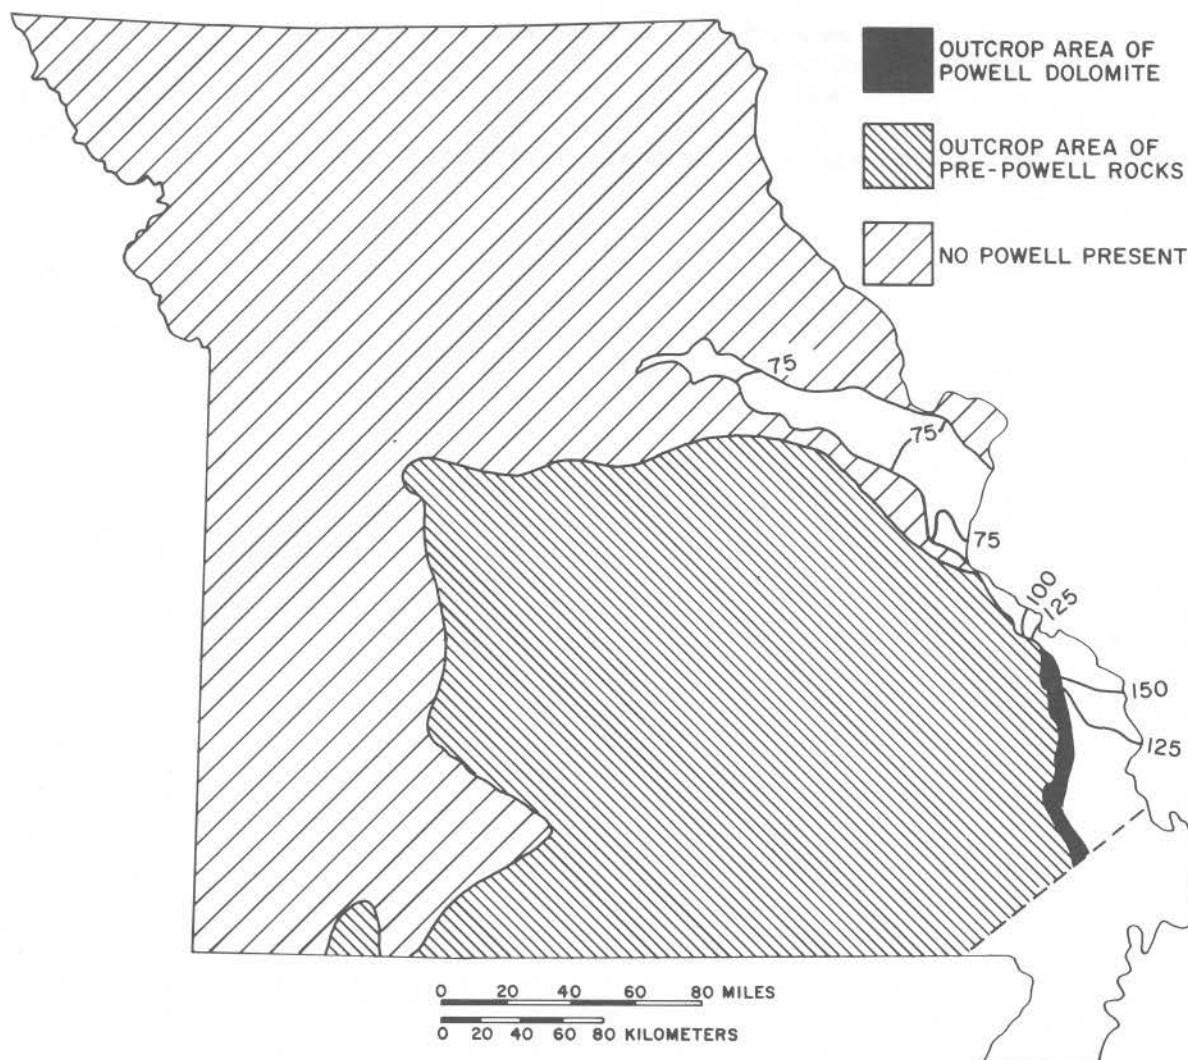 OUTCROP AREA OF
POWELL DOLOMITE
OUTCROP AREA OF
PRE-POWELL ROCKS
NO POWELL PRESENT
75
75
75
100
125
150
125
0 20 40 60 80 MILES
0 20 40 60 80 KILOMETERS